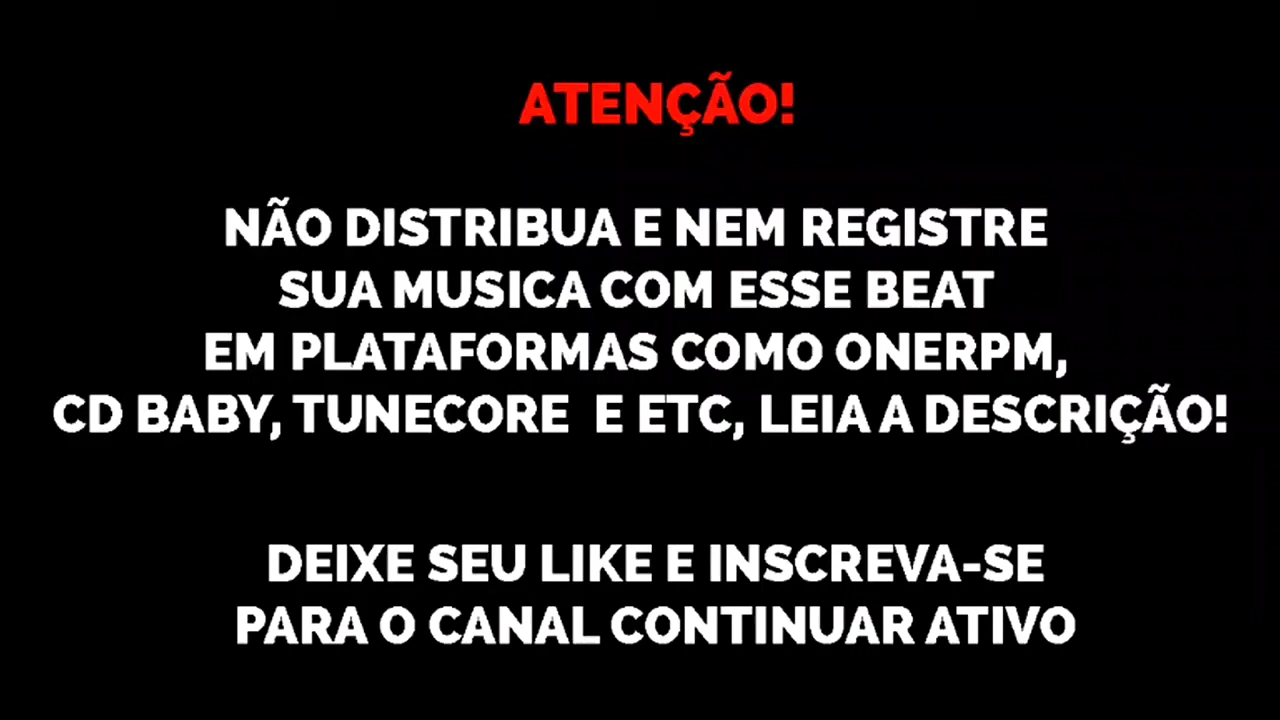 ATENÇÃO!
NÃO DISTRIBUA E NEM REGISTRE
SUA MUSICA COM ESSE BEAT
EM PLATAFORMAS COMO ONERPM,
CD BABY, TUNECORE E ETC, LEIA A DESCRIÇÃO!
DEIXE SEU LIKE E INSCREVA-SE
PARA O CANAL CONTINUAR ATIVO